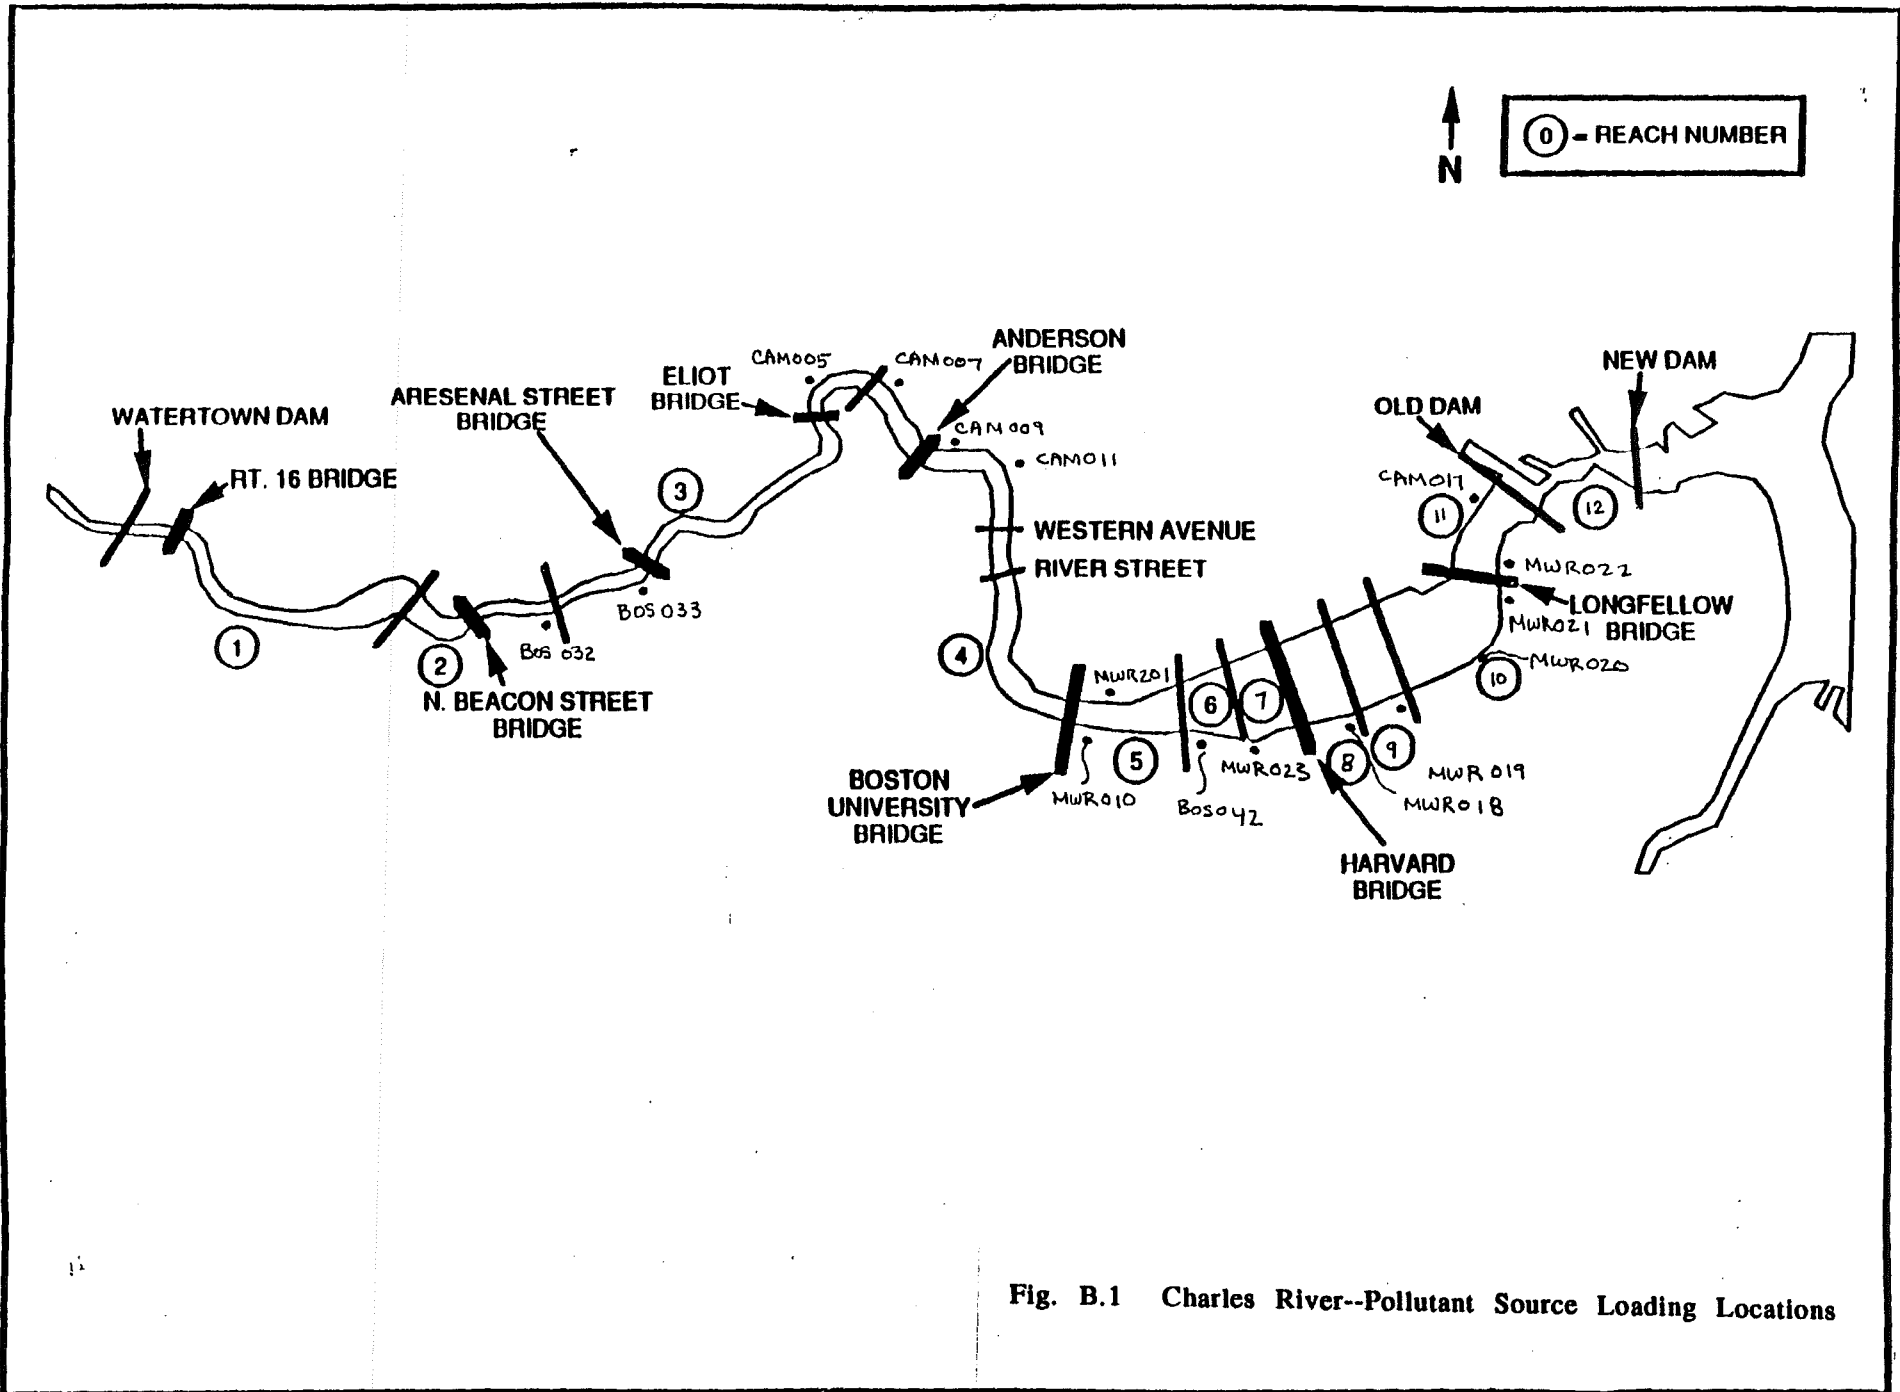 N
0 - REACH NUMBER
ANDERSON
BRIDGE
CAM005
CAM007
NEW DAM
ELIOT
BRIDGE
ARESENAL STREET
BRIDGE
OLD DAM
WATERTOWN DAM
CAM009
CAM011
RT. 16 BRIDGE
CAM017
3
11
12
WESTERN AVENUE
RIVER STREET
MWR022
BOS033
LONGFELLOW
BRIDGE
MWR021
1
2
BOS 032
4
MWR020
10
N. BEACON STREET
BRIDGE
MWR201
6
7
5
8
9
BOSTON
UNIVERSITY
BRIDGE
MWR010
BOS042
MWR023
MWR019
MWR018
HARVARD
BRIDGE
Fig. B.1 Charles River--Pollutant Source Loading Locations